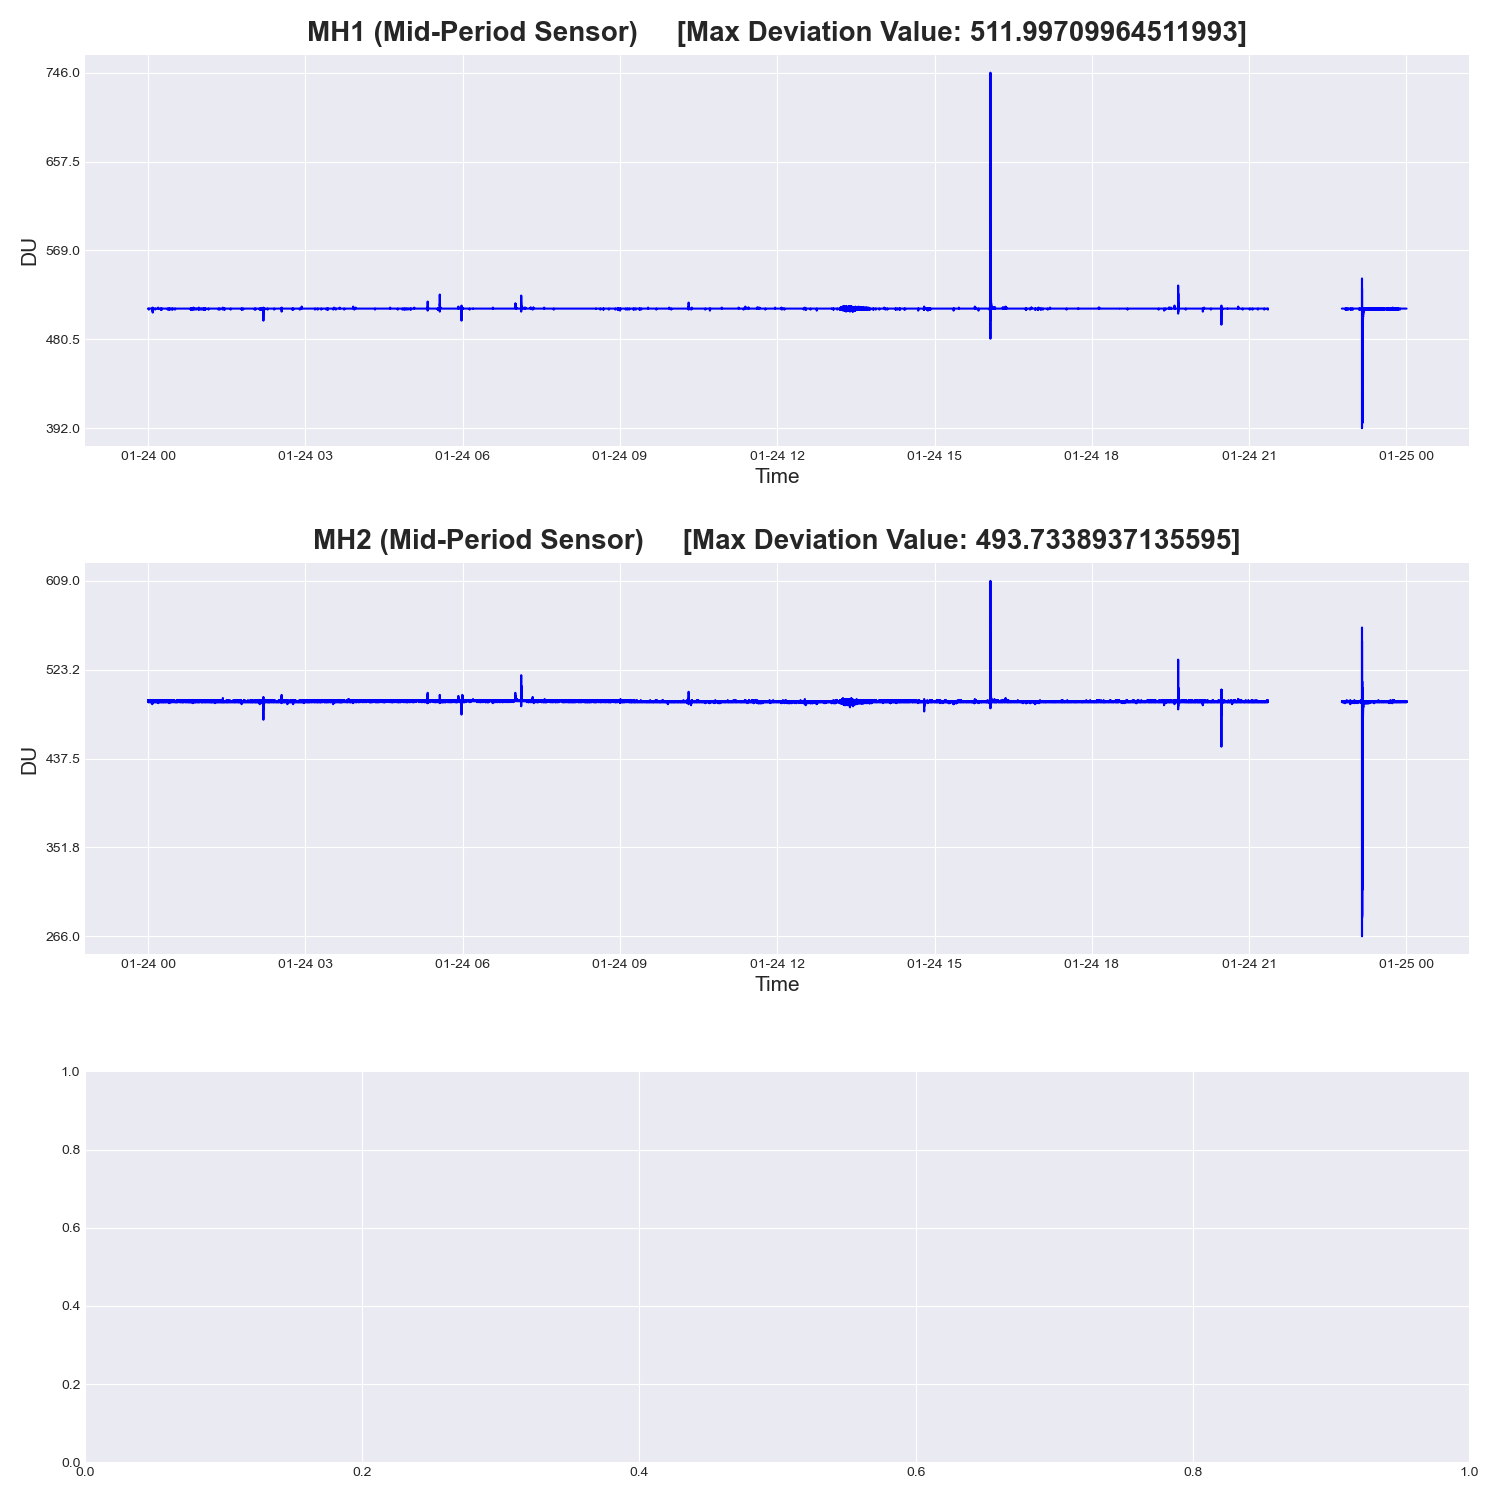 MH1 (Mid-Period Sensor) [Max Deviation Value: 511.99709964511993]
746.0
657.5
569.0
480.5
392.0
DU
01-24 00 01-24 03 01-24 06 01-24 09 01-24 12 01-24 15 01-24 18 01-24 21 01-25 00
Time
MH2 (Mid-Period Sensor) [Max Deviation Value: 493.7338937135595]
609.0
523.2
437.5
351.8
266.0
DU
01-24 00 01-24 03 01-24 06 01-24 09 01-24 12 01-24 15 01-24 18 01-24 21 01-25 00
Time
1.0
0.8
0.6
0.4
0.2
0.0
0.0 0.2 0.4 0.6 0.8 1.0